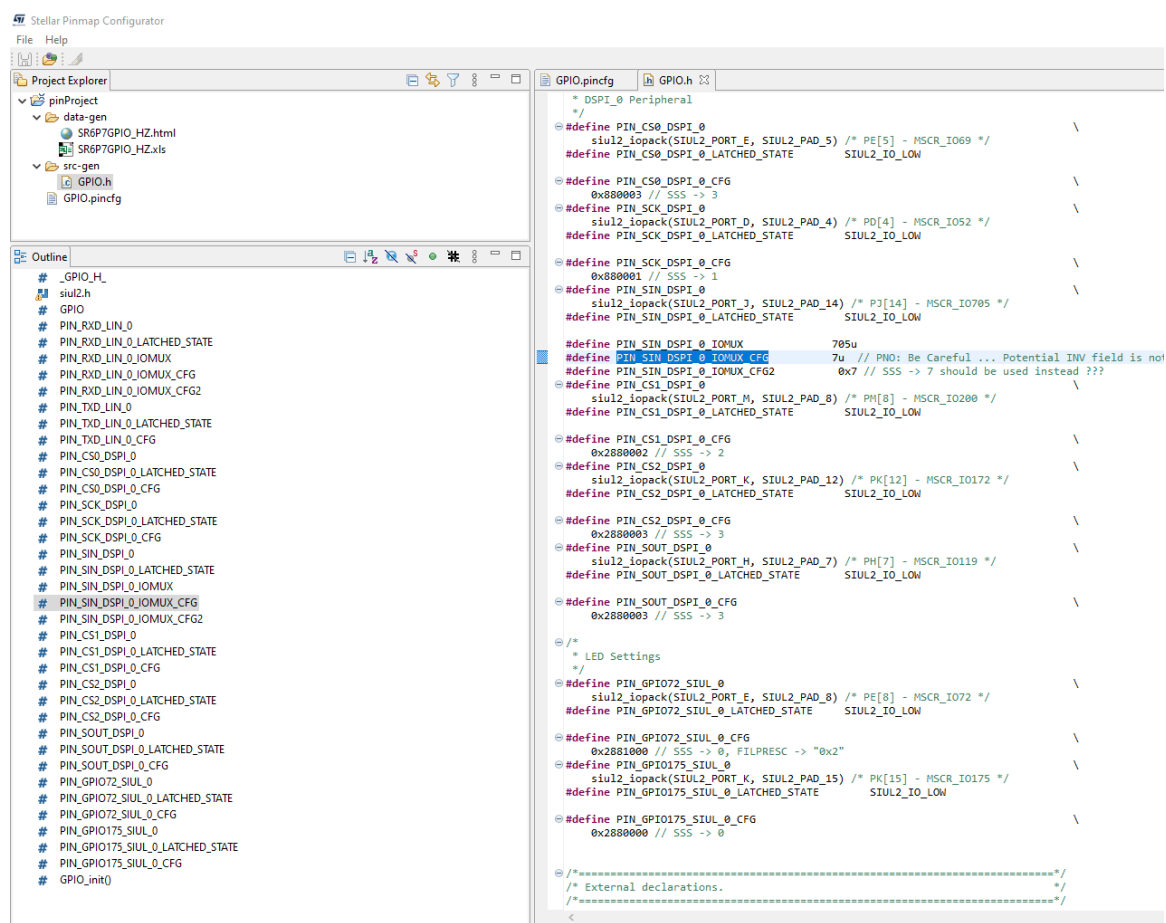 Stellar Pinmap Configurator
File Help
Project Explorer
pinProject
data-gen
SR6P7GPIO_HZ.html
SR6P7GPIO_HZ.xls
src-gen
GPIO.h
GPIO.pincfg
Outline
_GPIO_H_
siul2.h
GPIO
PIN_RXD_LIN_0
PIN_RXD_LIN_0_LATCHED_STATE
PIN_RXD_LIN_0_IOMUX
PIN_RXD_LIN_0_IOMUX_CFG
PIN_RXD_LIN_0_IOMUX_CFG2
PIN_TXD_LIN_0
PIN_TXD_LIN_0_LATCHED_STATE
PIN_TXD_LIN_0_CFG
PIN_CS0_DSPI_0
PIN_CS0_DSPI_0_LATCHED_STATE
PIN_CS0_DSPI_0_CFG
PIN_SCK_DSPI_0
PIN_SCK_DSPI_0_LATCHED_STATE
PIN_SCK_DSPI_0_CFG
PIN_SIN_DSPI_0
PIN_SIN_DSPI_0_LATCHED_STATE
PIN_SIN_DSPI_0_IOMUX
PIN_SIN_DSPI_0_IOMUX_CFG
PIN_SIN_DSPI_0_IOMUX_CFG2
PIN_CS1_DSPI_0
PIN_CS1_DSPI_0_LATCHED_STATE
PIN_CS1_DSPI_0_CFG
PIN_CS2_DSPI_0
PIN_CS2_DSPI_0_LATCHED_STATE
PIN_CS2_DSPI_0_CFG
PIN_SOUT_DSPI_0
PIN_SOUT_DSPI_0_LATCHED_STATE
PIN_SOUT_DSPI_0_CFG
PIN_GPIO72_SIUL_0
PIN_GPIO72_SIUL_0_LATCHED_STATE
PIN_GPIO72_SIUL_0_CFG
PIN_GPIO175_SIUL_0
PIN_GPIO175_SIUL_0_LATCHED_STATE
PIN_GPIO175_SIUL_0_CFG
GPIO_init()
GPIO.pincfg GPIO.h
* DSPI_0 Peripheral
*/
#define PIN_CS0_DSPI_0 \
siul2_iopack(SIUL2_PORT_E, SIUL2_PAD_5) /* PE[5] - MSCR_IO69 */
#define PIN_CS0_DSPI_0_LATCHED_STATE SIUL2_IO_LOW
#define PIN_CS0_DSPI_0_CFG \
0x880003 // SSS -> 3
#define PIN_SCK_DSPI_0 \
siul2_iopack(SIUL2_PORT_D, SIUL2_PAD_4) /* PD[4] - MSCR_IO52 */
#define PIN_SCK_DSPI_0_LATCHED_STATE SIUL2_IO_LOW
#define PIN_SCK_DSPI_0_CFG \
0x880001 // SSS -> 1
#define PIN_SIN_DSPI_0 \
siul2_iopack(SIUL2_PORT_J, SIUL2_PAD_14) /* PJ[14] - MSCR_IO705 */
#define PIN_SIN_DSPI_0_LATCHED_STATE SIUL2_IO_LOW
#define PIN_SIN_DSPI_0_IOMUX 705u
#define PIN_SIN_DSPI_0_IOMUX_CFG 7u // PNO: Be Careful ... Potential INV field is not
#define PIN_SIN_DSPI_0_IOMUX_CFG2 0x7 // SSS -> 7 should be used instead ???
#define PIN_CS1_DSPI_0 \
siul2_iopack(SIUL2_PORT_M, SIUL2_PAD_8) /* PM[8] - MSCR_IO200 */
#define PIN_CS1_DSPI_0_LATCHED_STATE SIUL2_IO_LOW
#define PIN_CS1_DSPI_0_CFG \
0x2880002 // SSS -> 2
#define PIN_CS2_DSPI_0 \
siul2_iopack(SIUL2_PORT_K, SIUL2_PAD_12) /* PK[12] - MSCR_IO172 */
#define PIN_CS2_DSPI_0_LATCHED_STATE SIUL2_IO_LOW
#define PIN_CS2_DSPI_0_CFG \
0x2880003 // SSS -> 3
#define PIN_SOUT_DSPI_0 \
siul2_iopack(SIUL2_PORT_H, SIUL2_PAD_7) /* PH[7] - MSCR_IO119 */
#define PIN_SOUT_DSPI_0_LATCHED_STATE SIUL2_IO_LOW
#define PIN_SOUT_DSPI_0_CFG \
0x2880003 // SSS -> 3
/*
* LED Settings
*/
#define PIN_GPIO72_SIUL_0 \
siul2_iopack(SIUL2_PORT_E, SIUL2_PAD_8) /* PE[8] - MSCR_IO72 */
#define PIN_GPIO72_SIUL_0_LATCHED_STATE SIUL2_IO_LOW
#define PIN_GPIO72_SIUL_0_CFG \
0x2881000 // SSS -> 0, FILPRESC -> "0x2"
#define PIN_GPIO175_SIUL_0 \
siul2_iopack(SIUL2_PORT_K, SIUL2_PAD_15) /* PK[15] - MSCR_IO175 */
#define PIN_GPIO175_SIUL_0_LATCHED_STATE SIUL2_IO_LOW
#define PIN_GPIO175_SIUL_0_CFG \
0x2880000 // SSS -> 0
/*===========================================================================*/
/* External declarations. */
/*===========================================================================*/